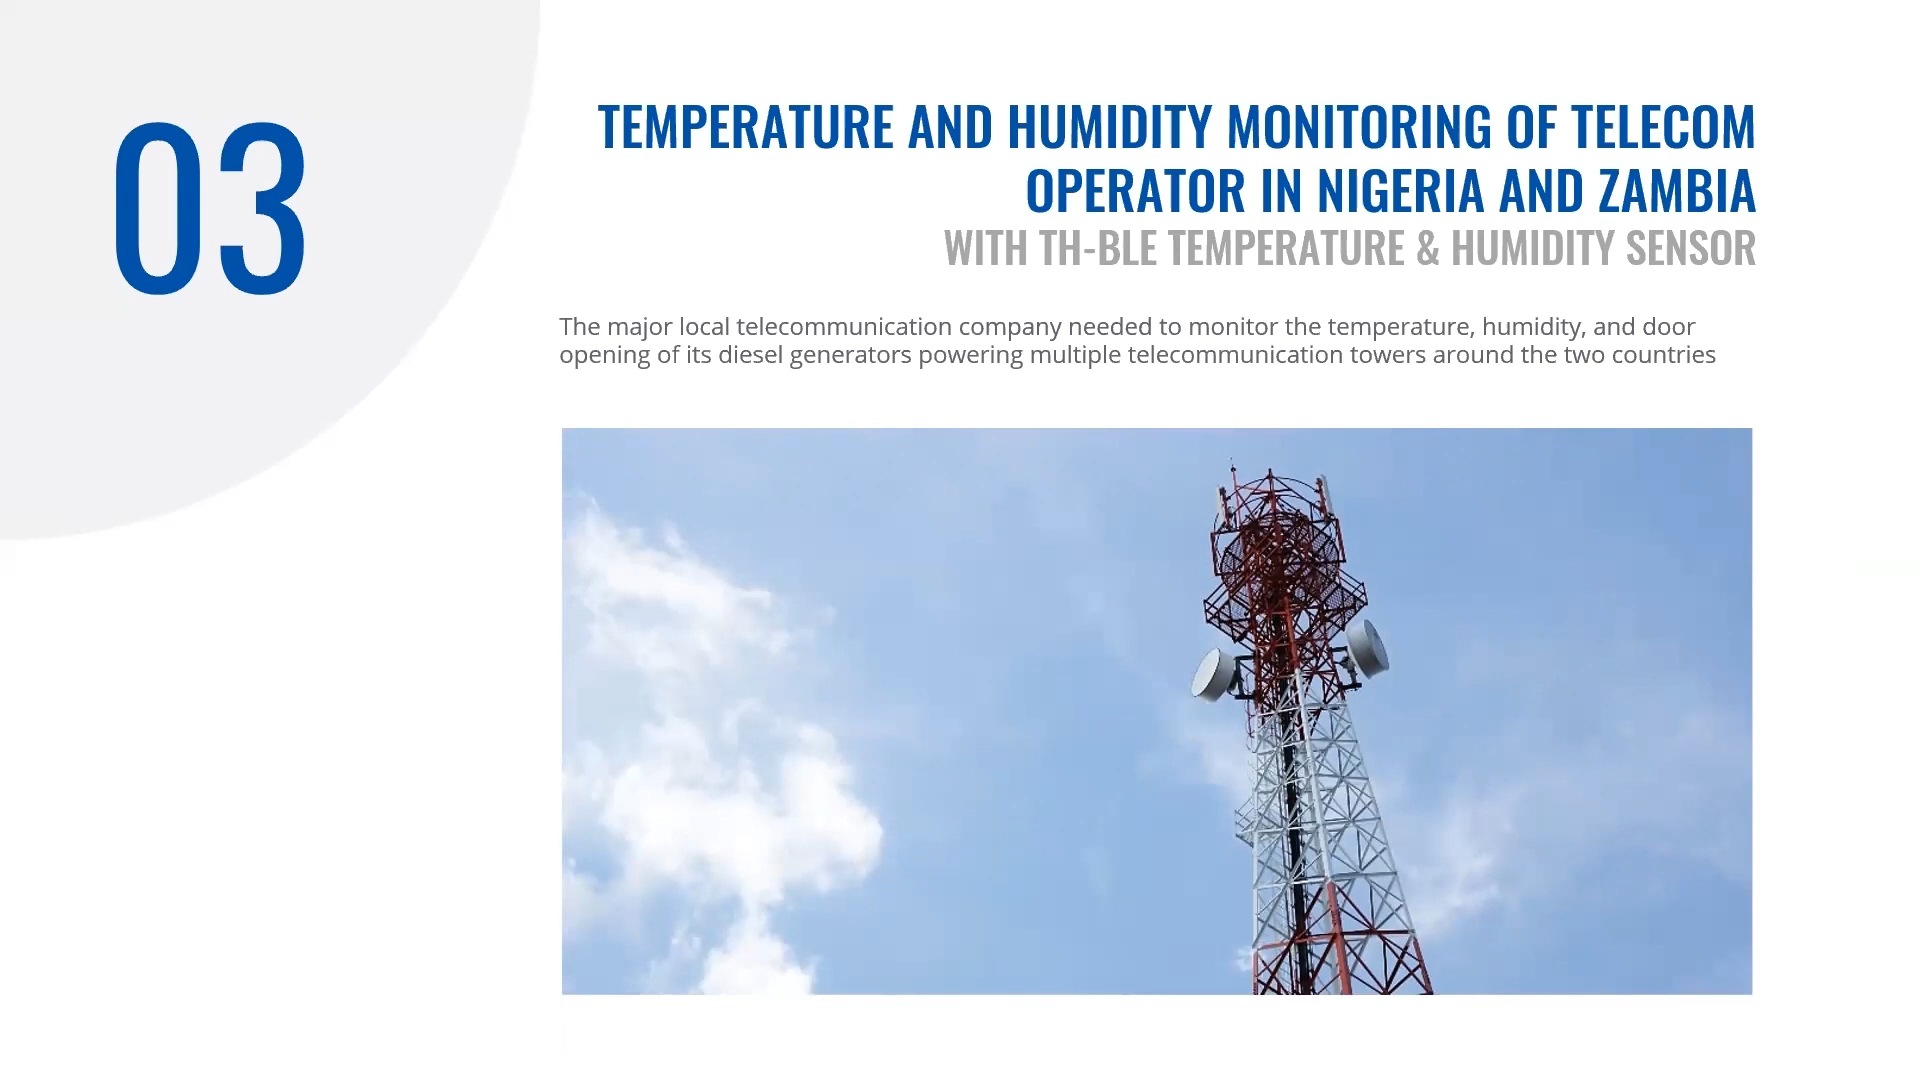 03
TEMPERATURE AND HUMIDITY MONITORING OF TELECOM
OPERATOR IN NIGERIA AND ZAMBIA
WITH TH-BLE TEMPERATURE & HUMIDITY SENSOR
The major local telecommunication company needed to monitor the temperature, humidity, and door
opening of its diesel generators powering multiple telecommunication towers around the two countries